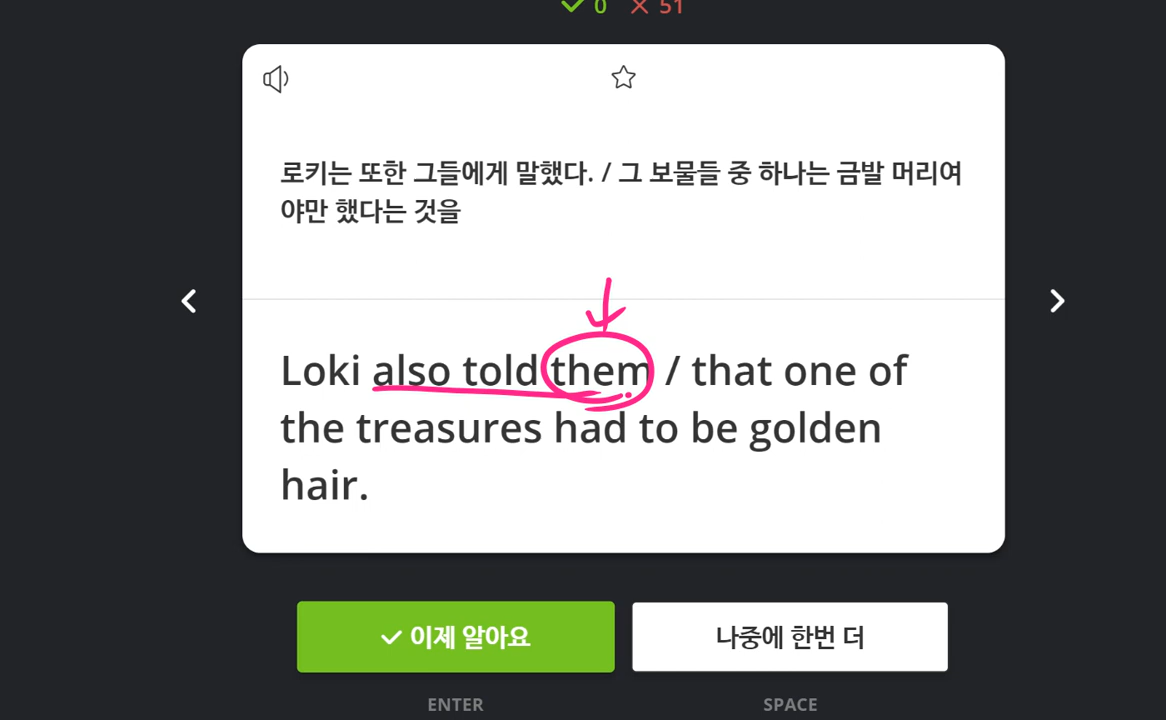 0 51
로키는 또한 그들에게 말했다. / 그 보물들 중 하나는 금발 머리여
야만 했다는 것을
Loki also told them / that one of
the treasures had to be golden
hair.
이제 알아요 나중에 한번 더
ENTER SPACE